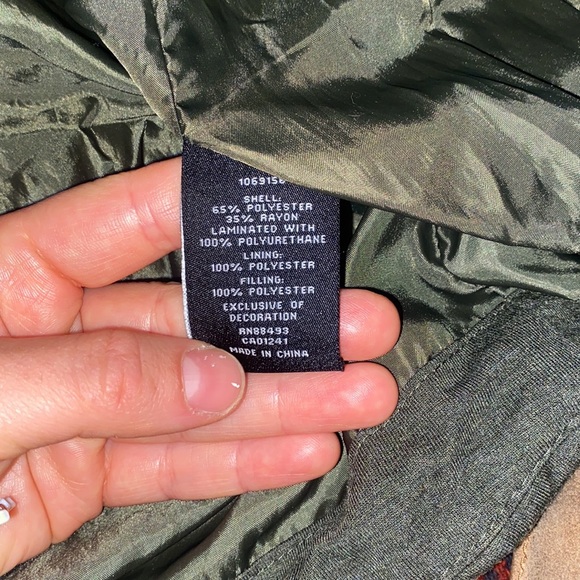 1069156
SHELL:
65% POLYESTER
35% RAYON
LAMINATED WITH
100% POLYURETHANE
LINING:
100% POLYESTER
FILLING:
100% POLYESTER
EXCLUSIVE OF
DECORATION
RN88493
CA01241
MADE IN CHINA